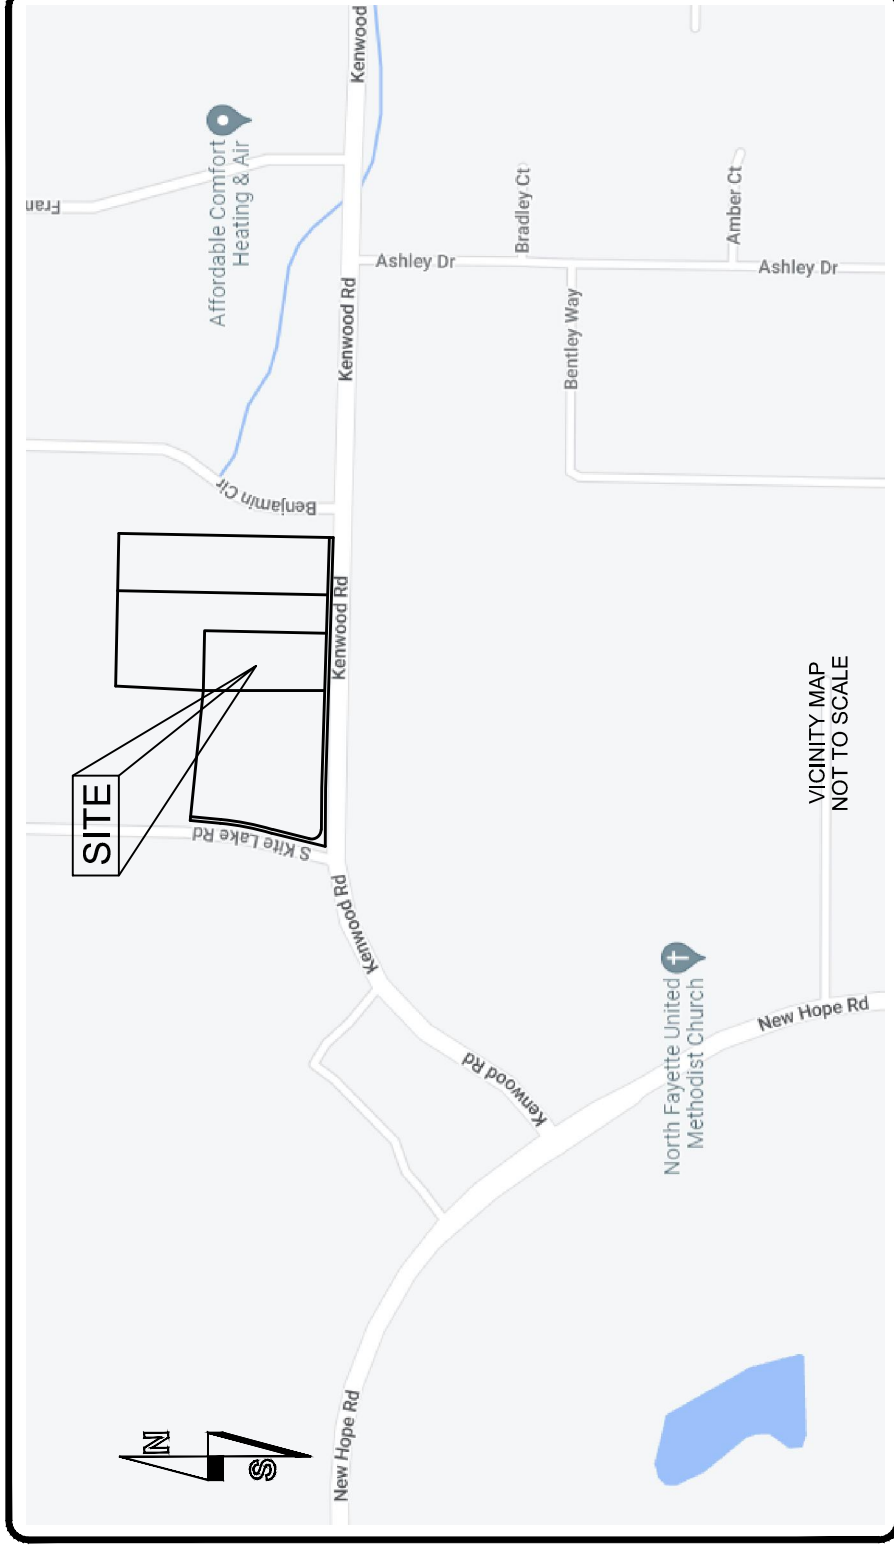 Kenwood
Affordable Comfort
Heating & Air
Fran
Bradley Ct
Amber Ct
Ashley Dr
Ashley Dr
Kenwood Rd
Bentley Way
Benjamin Cir
Kenwood Rd
SITE
S Kite Lake Rd
VICINITY MAP
NOT TO SCALE
Kenwood Rd
Kenwood Rd
North Fayette United
Methodist Church
New Hope Rd
New Hope Rd
N
S